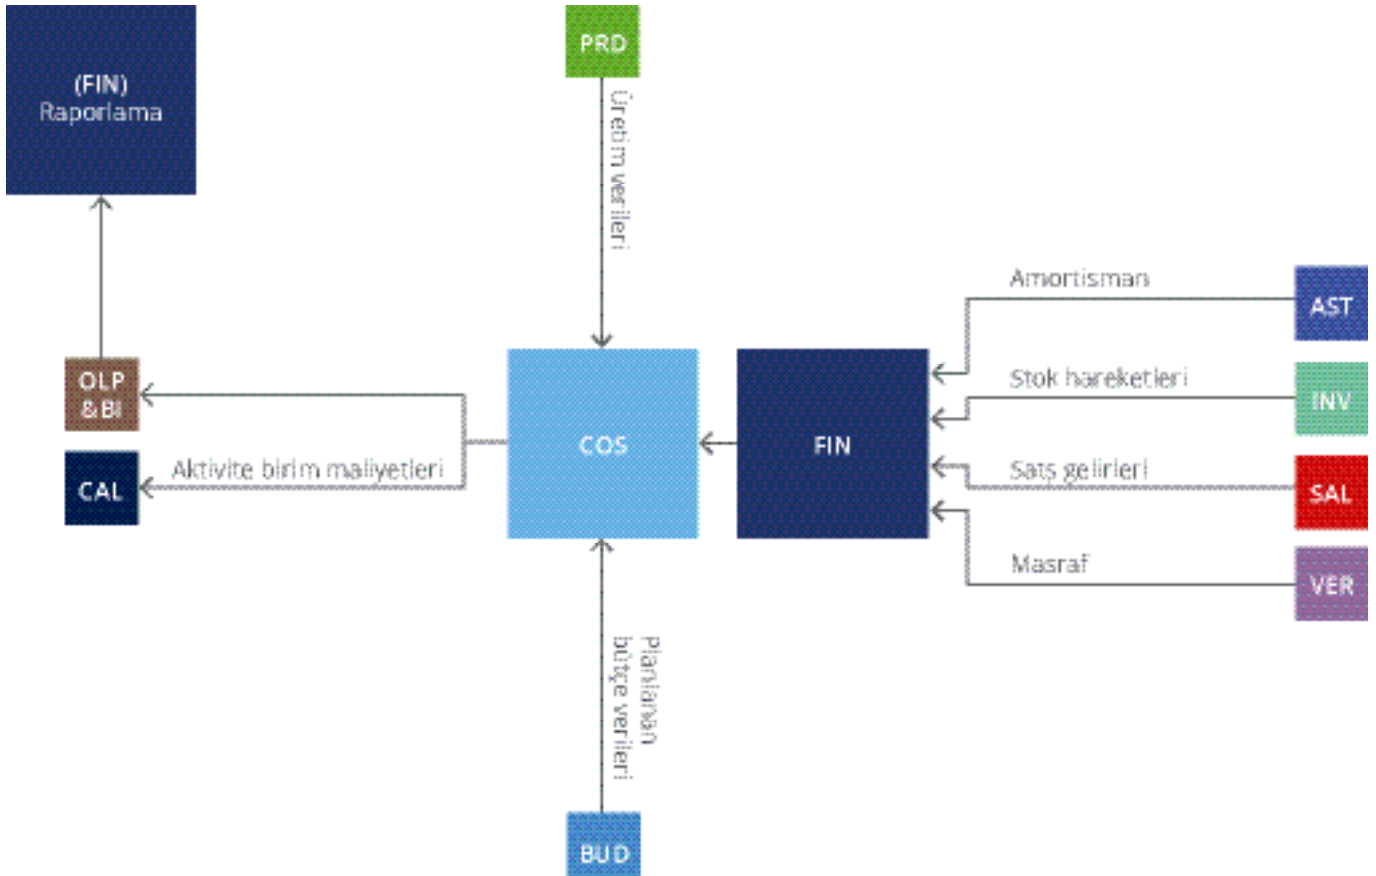 (FIN)
Raporlama
PRD
Üretim verileri
Amortisman
AST
Stok hareketleri
INV
OLP
&BI
COS
FIN
Aktivite birim maliyetleri
CAL
Satş gelirleri
SAL
Masraf
VER
Planlanan
bütçe verileri
BUD